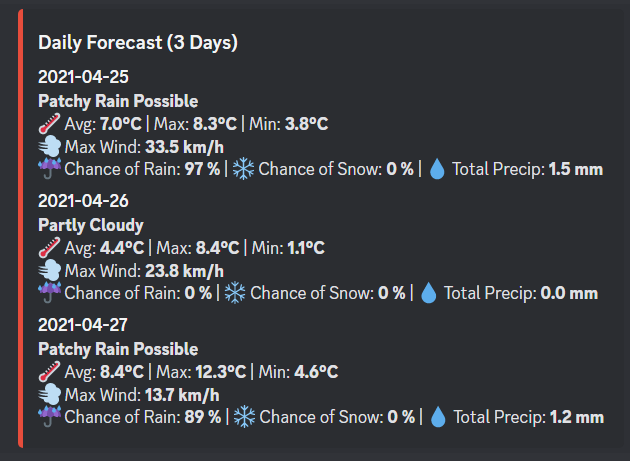 Daily Forecast (3 Days)
2021-04-25
Patchy Rain Possible
Avg: 7.0°C | Max: 8.3°C | Min: 3.8°C
Max Wind: 33.5 km/h
Chance of Rain: 97 % | Chance of Snow: 0 % | Total Precip: 1.5 mm
2021-04-26
Partly Cloudy
Avg: 4.4°C | Max: 8.4°C | Min: 1.1°C
Max Wind: 23.8 km/h
Chance of Rain: 0 % | Chance of Snow: 0 % | Total Precip: 0.0 mm
2021-04-27
Patchy Rain Possible
Avg: 8.4°C | Max: 12.3°C | Min: 4.6°C
Max Wind: 13.7 km/h
Chance of Rain: 89 % | Chance of Snow: 0 % | Total Precip: 1.2 mm